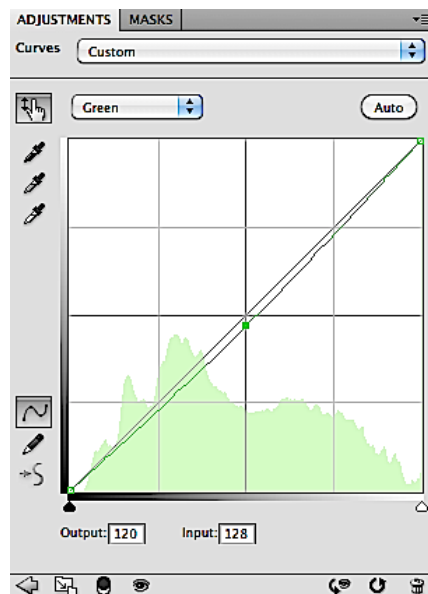 ADJUSTMENTS MASKS
Curves Custom
Green Auto
Output: 120 Input: 128